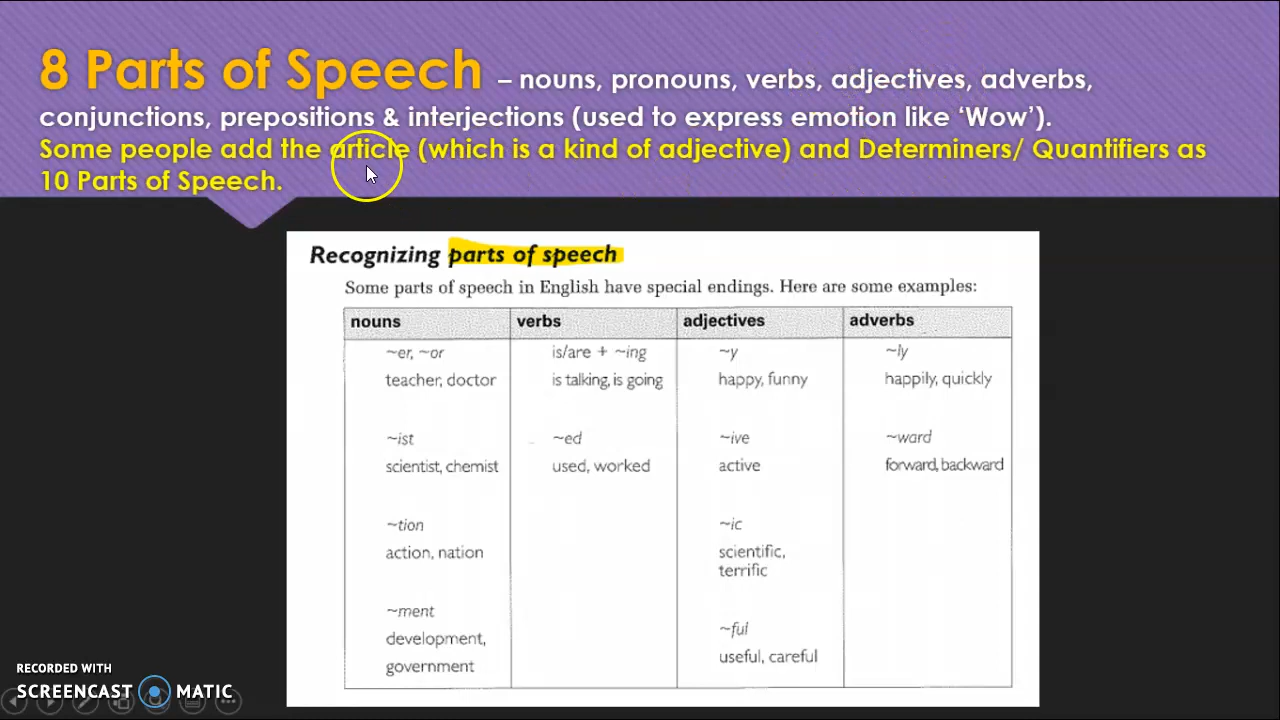 8 Parts of Speech – nouns, pronouns, verbs, adjectives, adverbs,
conjunctions, prepositions & interjections (used to express emotion like ‘Wow’).
Some people add the article (which is a kind of adjective) and Determiners/ Quantifiers as
10 Parts of Speech.
Recognizing parts of speech
Some parts of speech in English have special endings. Here are some examples:
nouns verbs adjectives adverbs
~er, ~or is/are + ~ing ~y ~ly
teacher, doctor is talking, is going happy, funny happily, quickly
~ist ~ed ~ive ~ward
scientist, chemist used, worked active forward, backward
~tion ~ic
action, nation scientific,
terrific
~ment
~ful
development,
useful, careful
government
RECORDED WITH
SCREENCAST MATIC